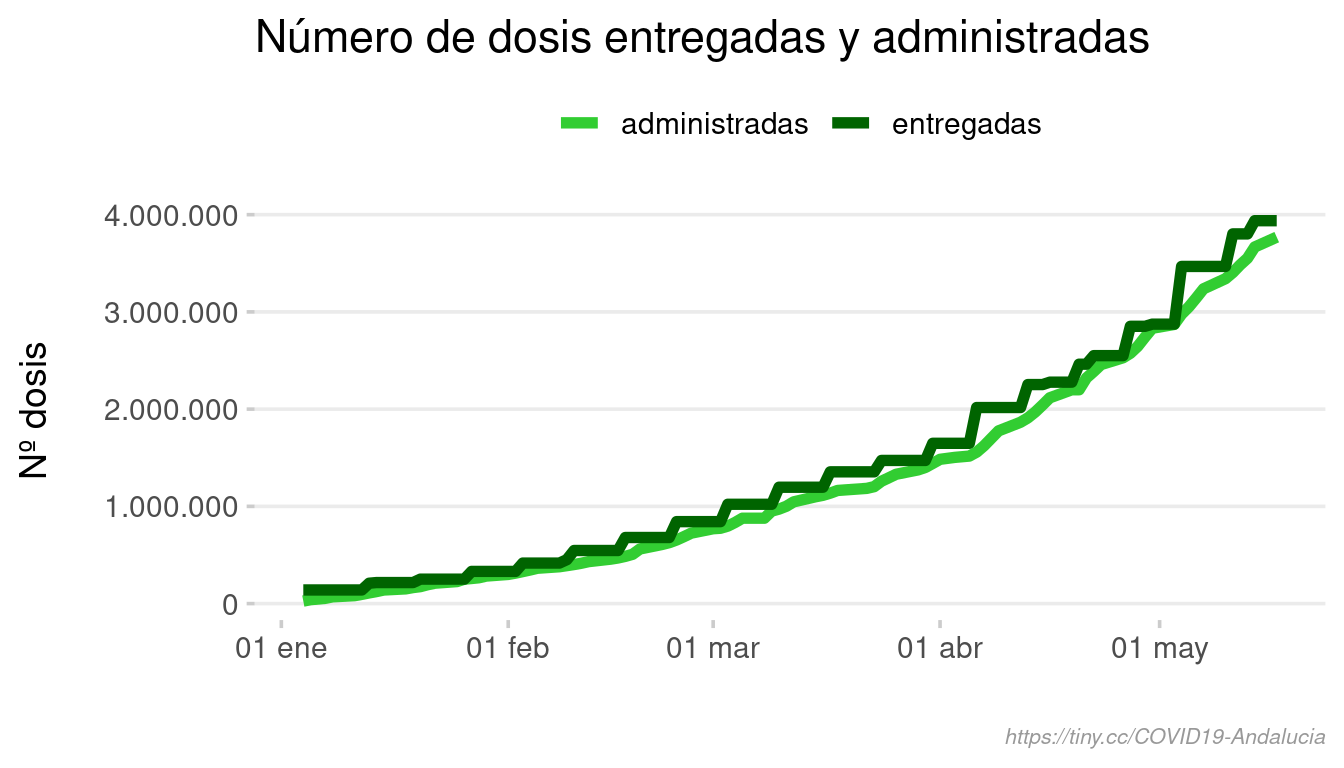 Número de dosis entregadas y administradas
administradas entregadas
Nº dosis
4.000.000
3.000.000
2.000.000
1.000.000
0
01 ene 01 feb 01 mar 01 abr 01 may
https://tiny.cc/COVID19-Andalucia